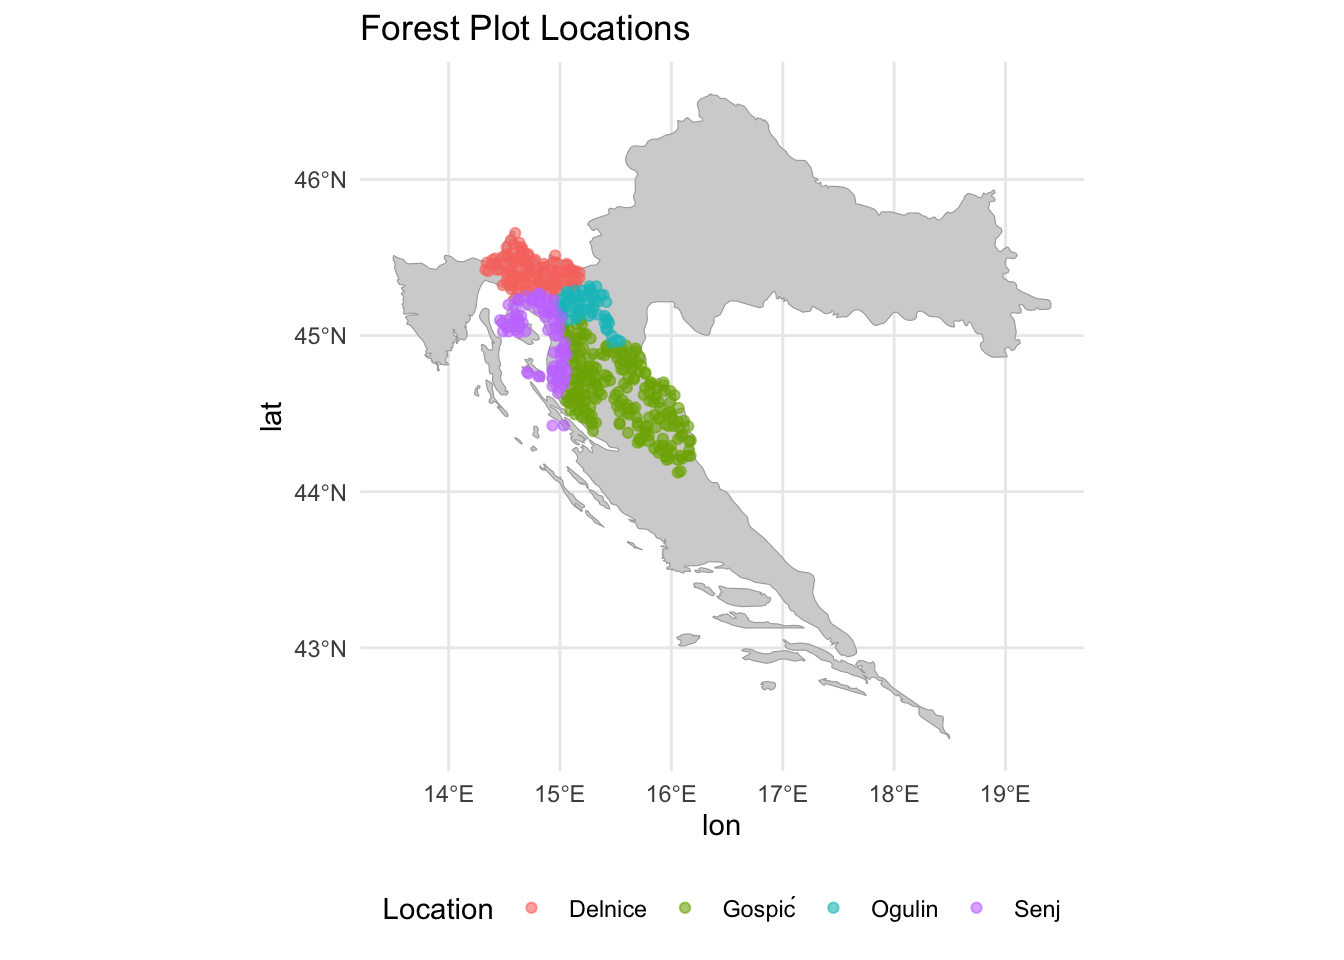 Forest Plot Locations
46°N
45°N
44°N
43°N
lat
14°E 15°E 16°E 17°E 18°E 19°E
lon
Location Delnice Gospić Ogulin Senj